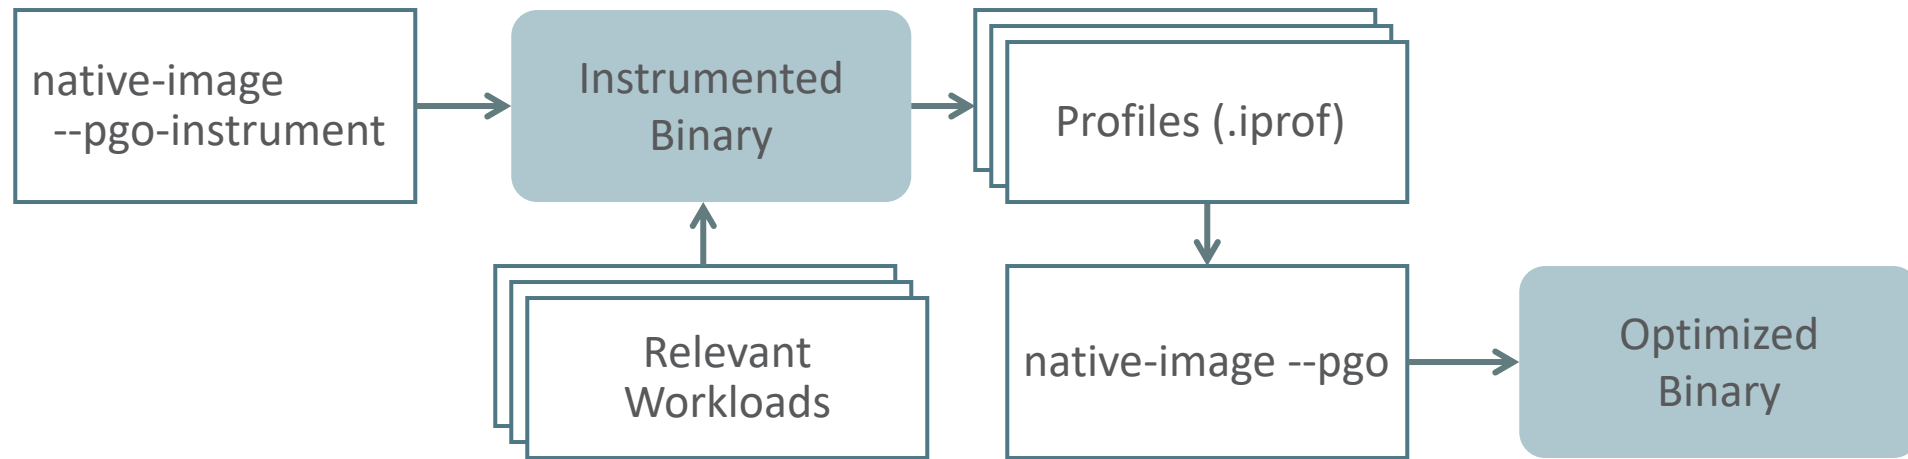 native-image
--pgo-instrument
Instrumented
Binary
Profiles (.iprof)
Relevant
Workloads
native-image --pgo
Optimized
Binary